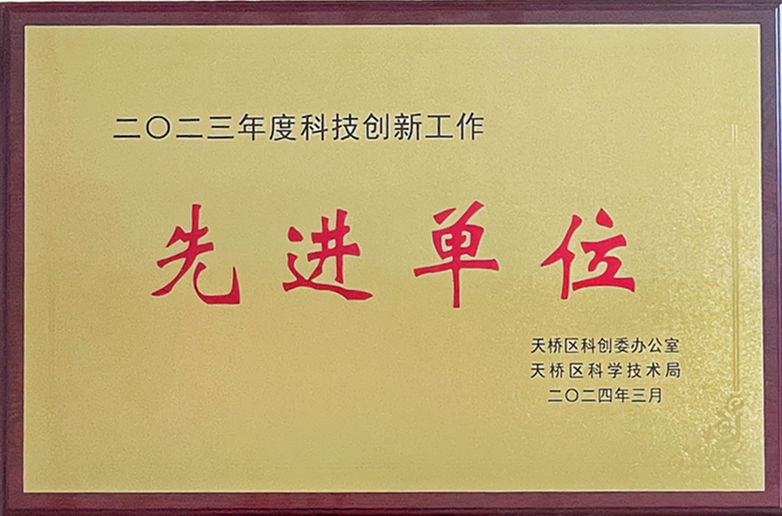 二〇二三年度科技创新工作
先进单位
天桥区科创委办公室
天桥区科学技术局
二〇二四年三月